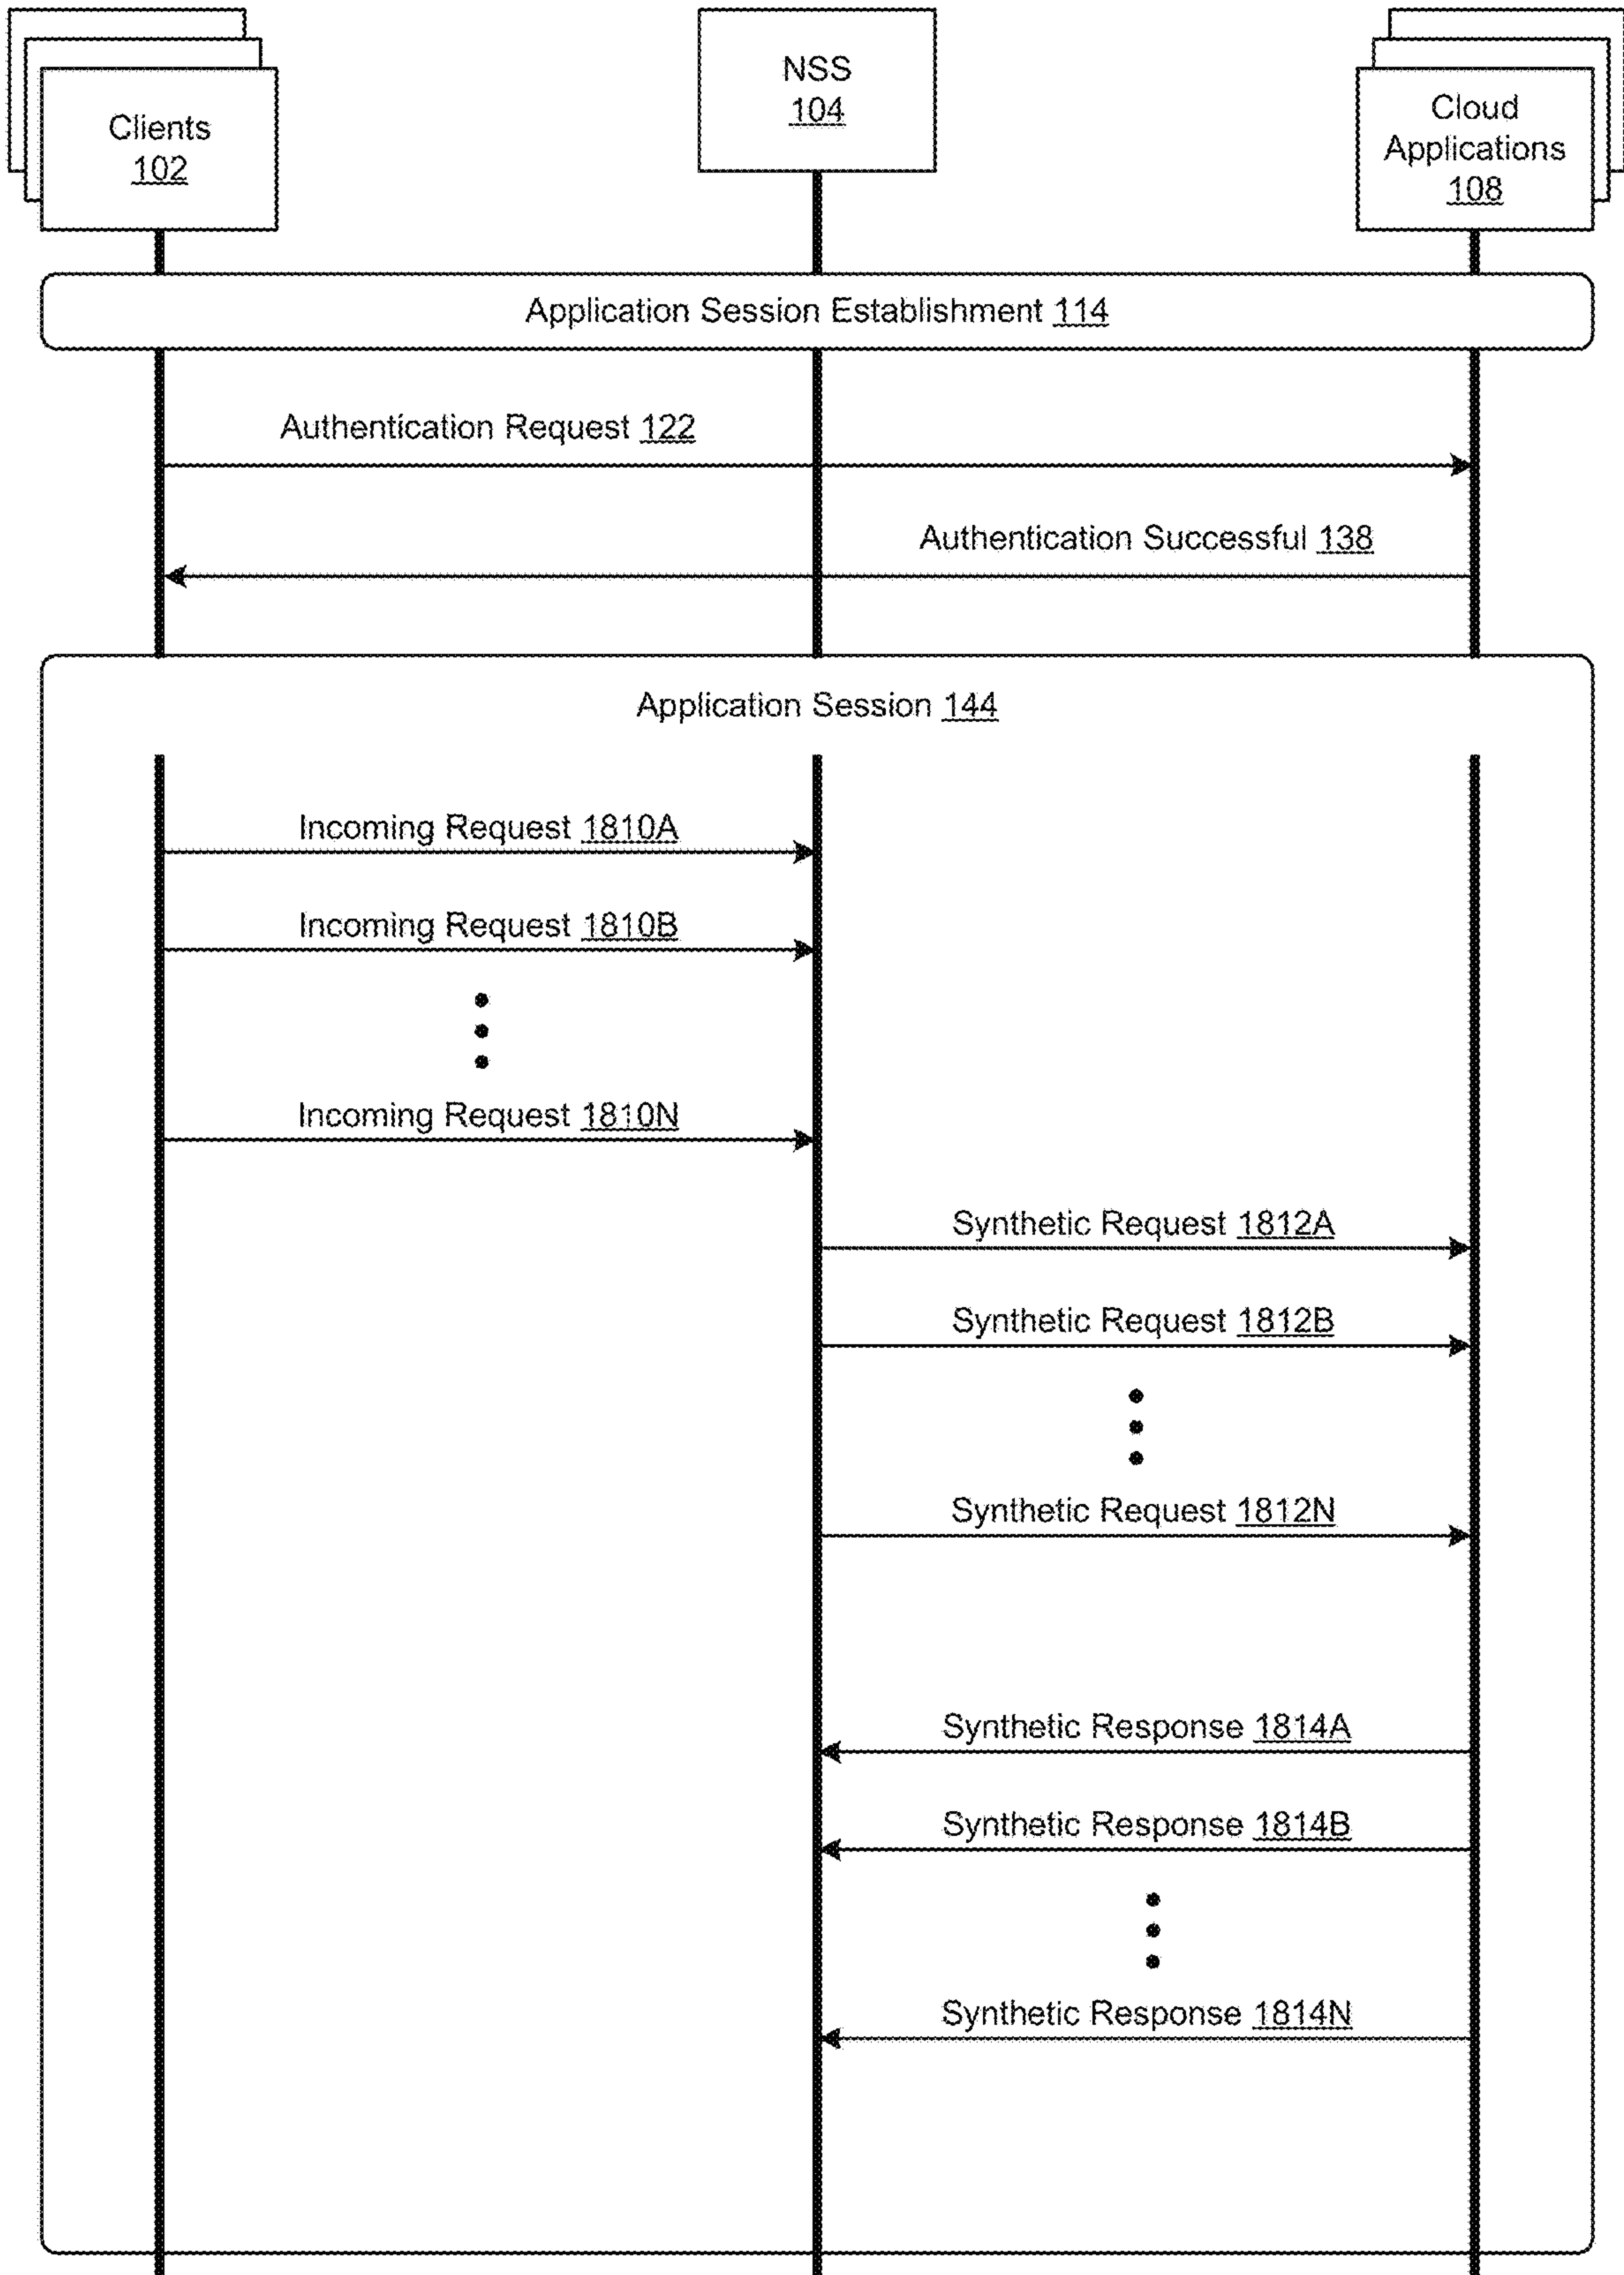 Clients
102
NSS
104
Cloud
Applications
108
Application Session Establishment 114
Authentication Request 122
Authentication Successful 138
Application Session 144
Incoming Request 1810A
Incoming Request 1810B
Incoming Request 1810N
Synthetic Request 1812A
Synthetic Request 1812B
Synthetic Request 1812N
Synthetic Response 1814A
Synthetic Response 1814B
Synthetic Response 1814N